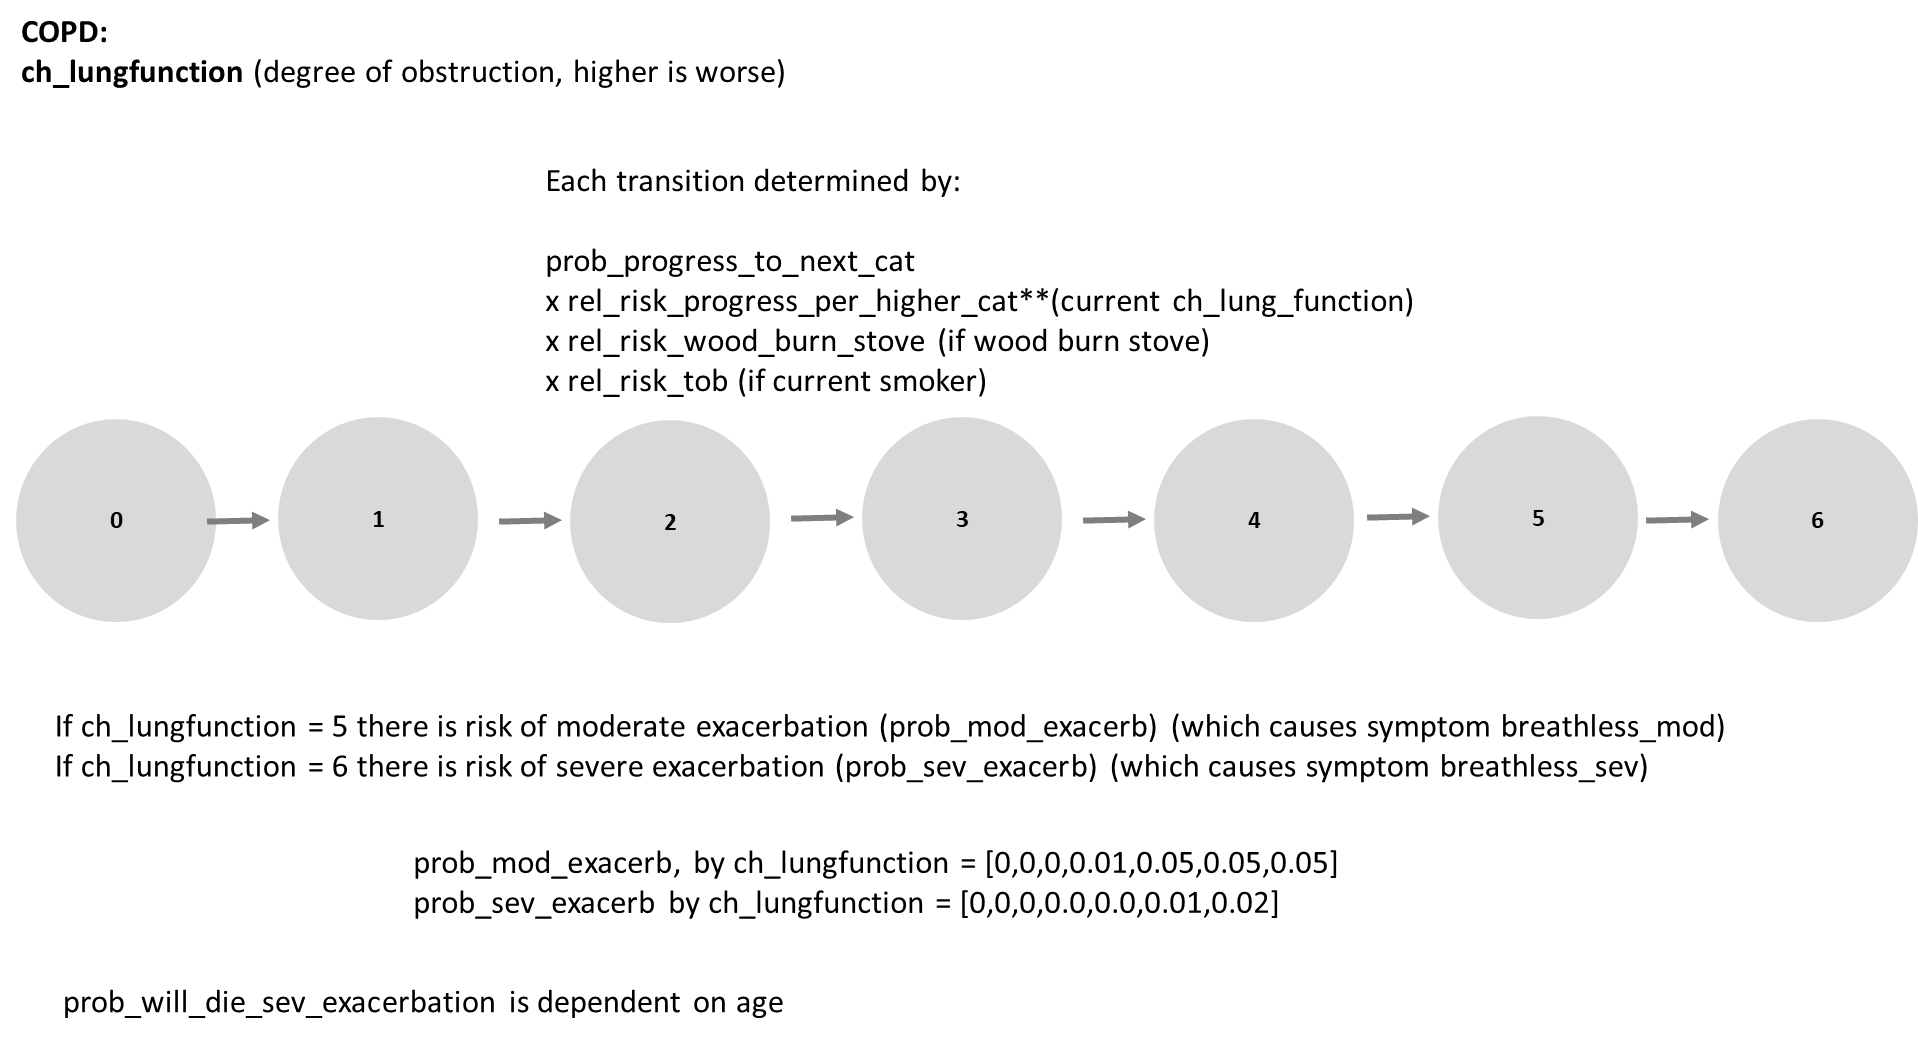 COPD:
ch_lungfunction (degree of obstruction, higher is worse)
Each transition determined by:
prob_progress_to_next_cat
x rel_risk_progress_per_higher_cat**(current ch_lung_function)
x rel_risk_wood_burn_stove (if wood burn stove)
x rel_risk_tob (if current smoker)
0 1 2 3 4 5 6
If ch_lungfunction = 5 there is risk of moderate exacerbation (prob_mod_exacerb) (which causes symptom breathless_mod)
If ch_lungfunction = 6 there is risk of severe exacerbation (prob_sev_exacerb) (which causes symptom breathless_sev)
prob_mod_exacerb, by ch_lungfunction = [0,0,0,0.01,0.05,0.05,0.05]
prob_sev_exacerb by ch_lungfunction = [0,0,0,0.0,0.0,0.01,0.02]
prob_will_die_sev_exacerbation is dependent on age